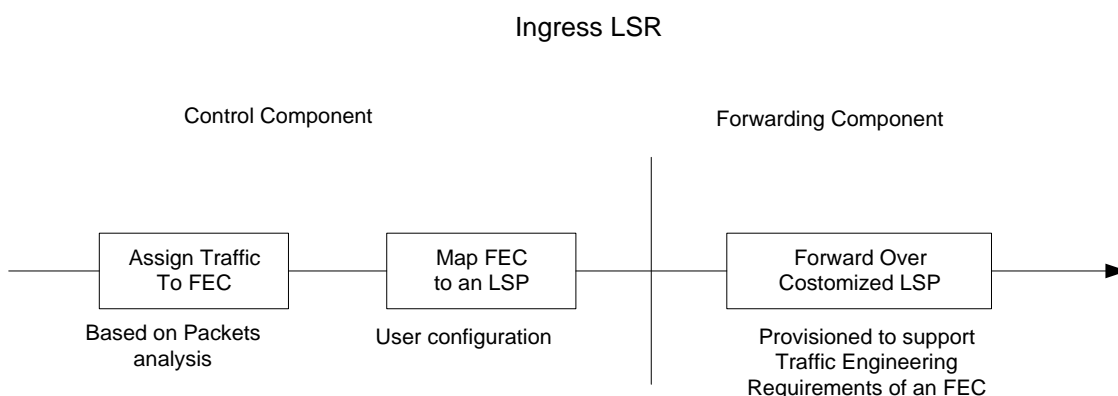 Ingress LSR
Control Component
Forwarding Component
Assign Traffic
To FEC
Map FEC
to an LSP
Forward Over
Costomized LSP
Based on Packets
analysis
User configuration
Provisioned to support
Traffic Engineering
Requirements of an FEC